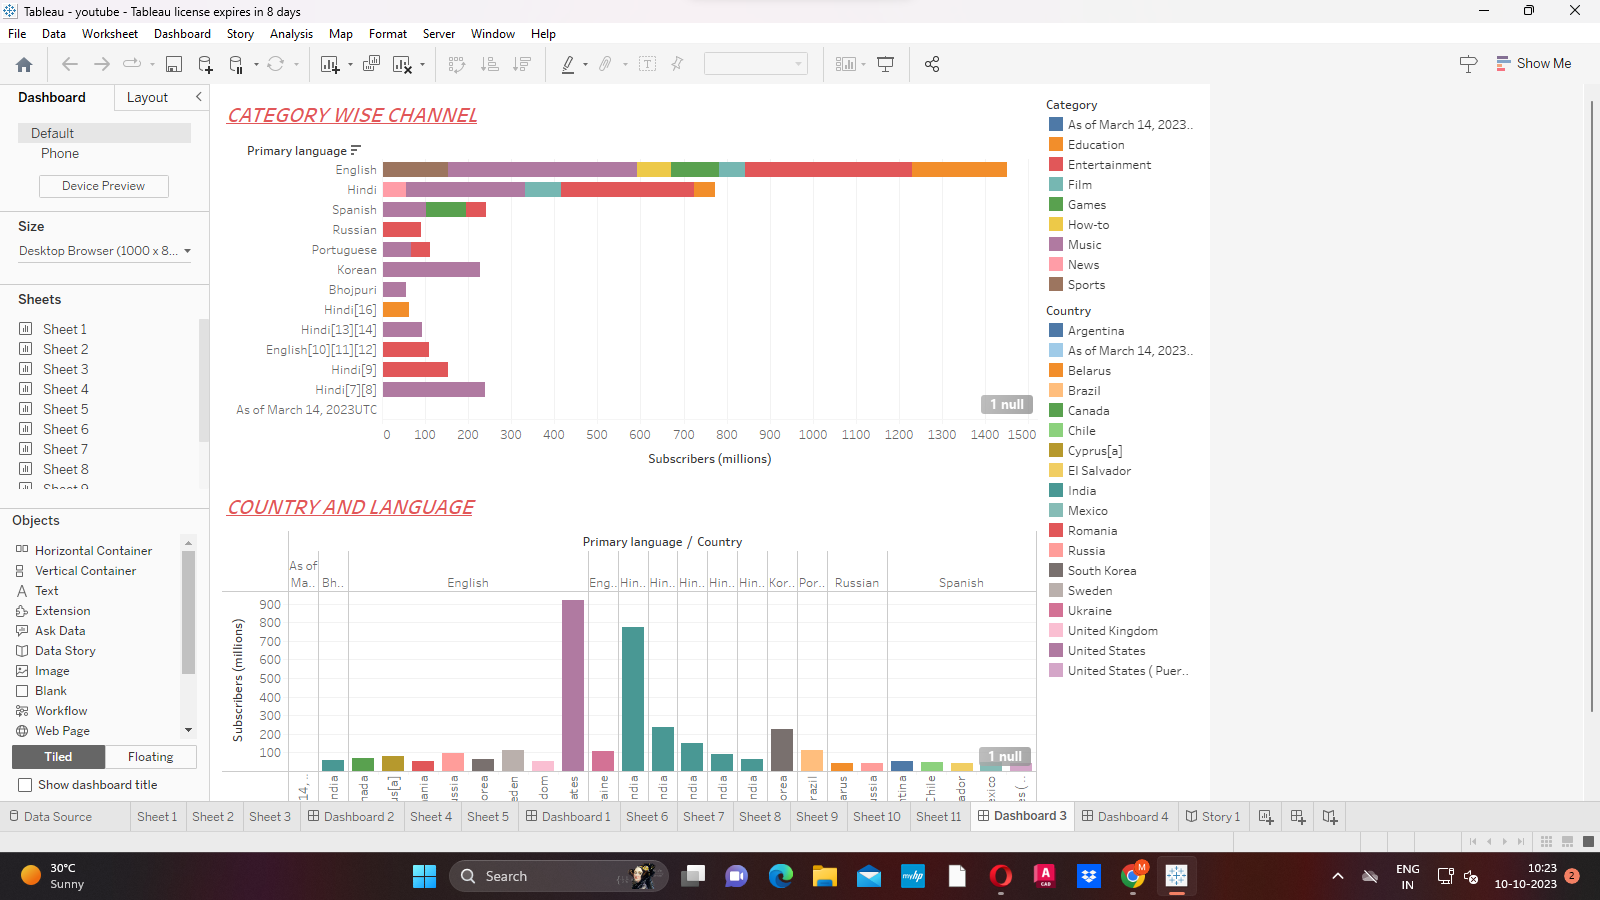 Tableau - youtube - Tableau license expires in 8 days
File Data Worksheet Dashboard Story Analysis Map Format Server Window Help
Show Me
Dashboard Layout
Default
Phone
Device Preview
Size
Desktop Browser (1000 x 8...
Sheets
Sheet 1
Sheet 2
Sheet 3
Sheet 4
Sheet 5
Sheet 6
Sheet 7
Sheet 8
Sheet 9
Objects
Horizontal Container
Vertical Container
Text
Extension
Ask Data
Data Story
Image
Blank
Workflow
Web Page
Tiled Floating
Show dashboard title
CATEGORY WISE CHANNEL
Primary language
English
Hindi
Spanish
Russian
Portuguese
Korean
Bhojpuri
Hindi[16]
Hindi[13][14]
English[10][11][12]
Hindi[9]
Hindi[7][8]
As of March 14, 2023UTC
1 null
0 100 200 300 400 500 600 700 800 900 1000 1100 1200 1300 1400 1500
Subscribers (millions)
COUNTRY AND LANGUAGE
Primary language / Country
As of
Ma.. Bh.. English Eng.. Hin.. Hin.. Hin.. Hin.. Hin.. Kor.. Por.. Russian Spanish
Subscribers (millions)
900
800
700
600
500
400
300
200
100
1 null
14, .. ndia nada us[a] ania ussia orea eden dom ates raine ndia ndia ndia ndia ndia orea razil arus ssia ntina Chile ador exico es ( ..
Category
As of March 14, 2023..
Education
Entertainment
Film
Games
How-to
Music
News
Sports
Country
Argentina
As of March 14, 2023..
Belarus
Brazil
Canada
Chile
Cyprus[a]
El Salvador
India
Mexico
Romania
Russia
South Korea
Sweden
Ukraine
United Kingdom
United States
United States ( Puer..
Data Source Sheet 1 Sheet 2 Sheet 3 Dashboard 2 Sheet 4 Sheet 5 Dashboard 1 Sheet 6 Sheet 7 Sheet 8 Sheet 9 Sheet 10 Sheet 11 Dashboard 3 Dashboard 4 Story 1
30°C
Sunny
Search
myhp
A
CAD
M
ENG
IN
10:23
10-10-2023
2